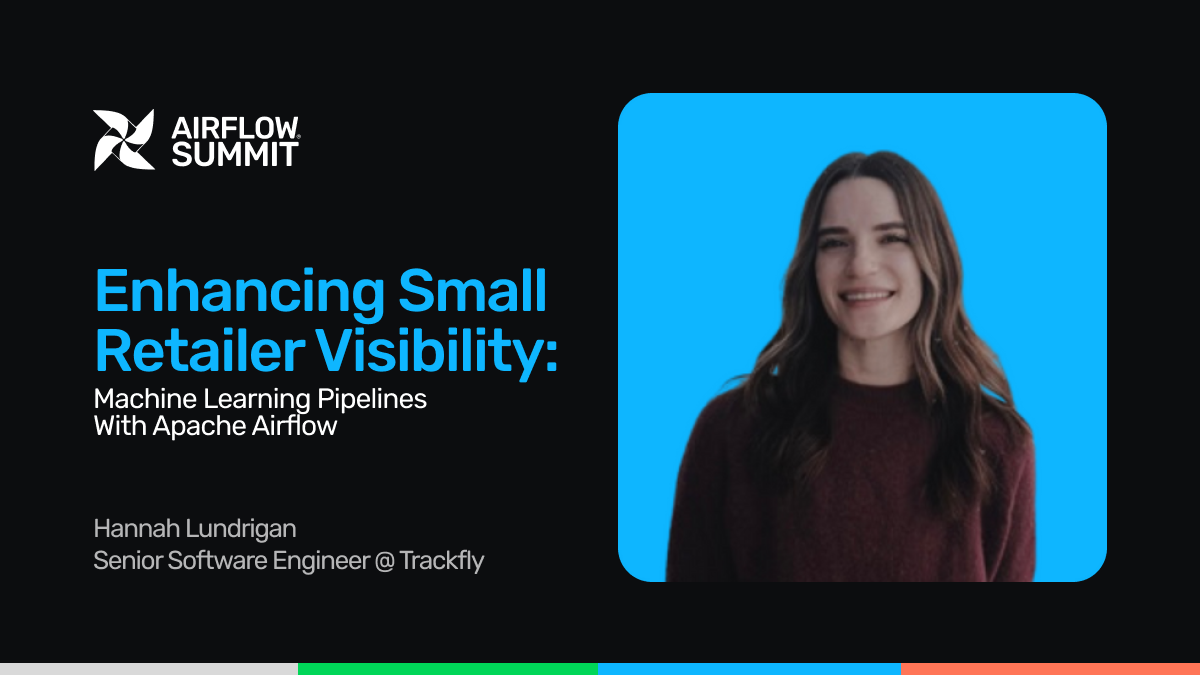 AIRFLOW
SUMMIT
Enhancing Small
Retailer Visibility:
Machine Learning Pipelines
With Apache Airflow
Hannah Lundrigan
Senior Software Engineer @ Trackfly